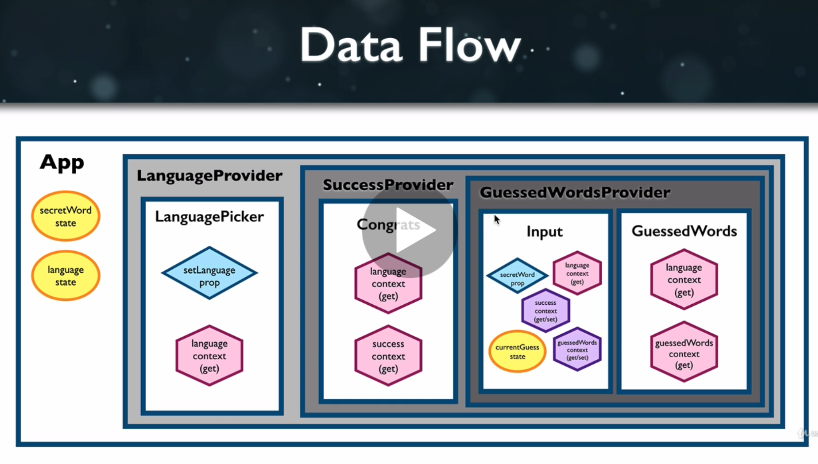 Data Flow
App
secretWord
state
language
state
LanguageProvider
LanguagePicker
setLanguage
prop
language
context
(get)
SuccessProvider
Congrats
language
context
(get)
success
context
(get)
GuessedWordsProvider
Input
secretWord
prop
language
context
(get)
success
context
(get/set)
currentGuess
state
guessedWords
context
(get/set)
GuessedWords
language
context
(get)
guessedWords
context
(get)